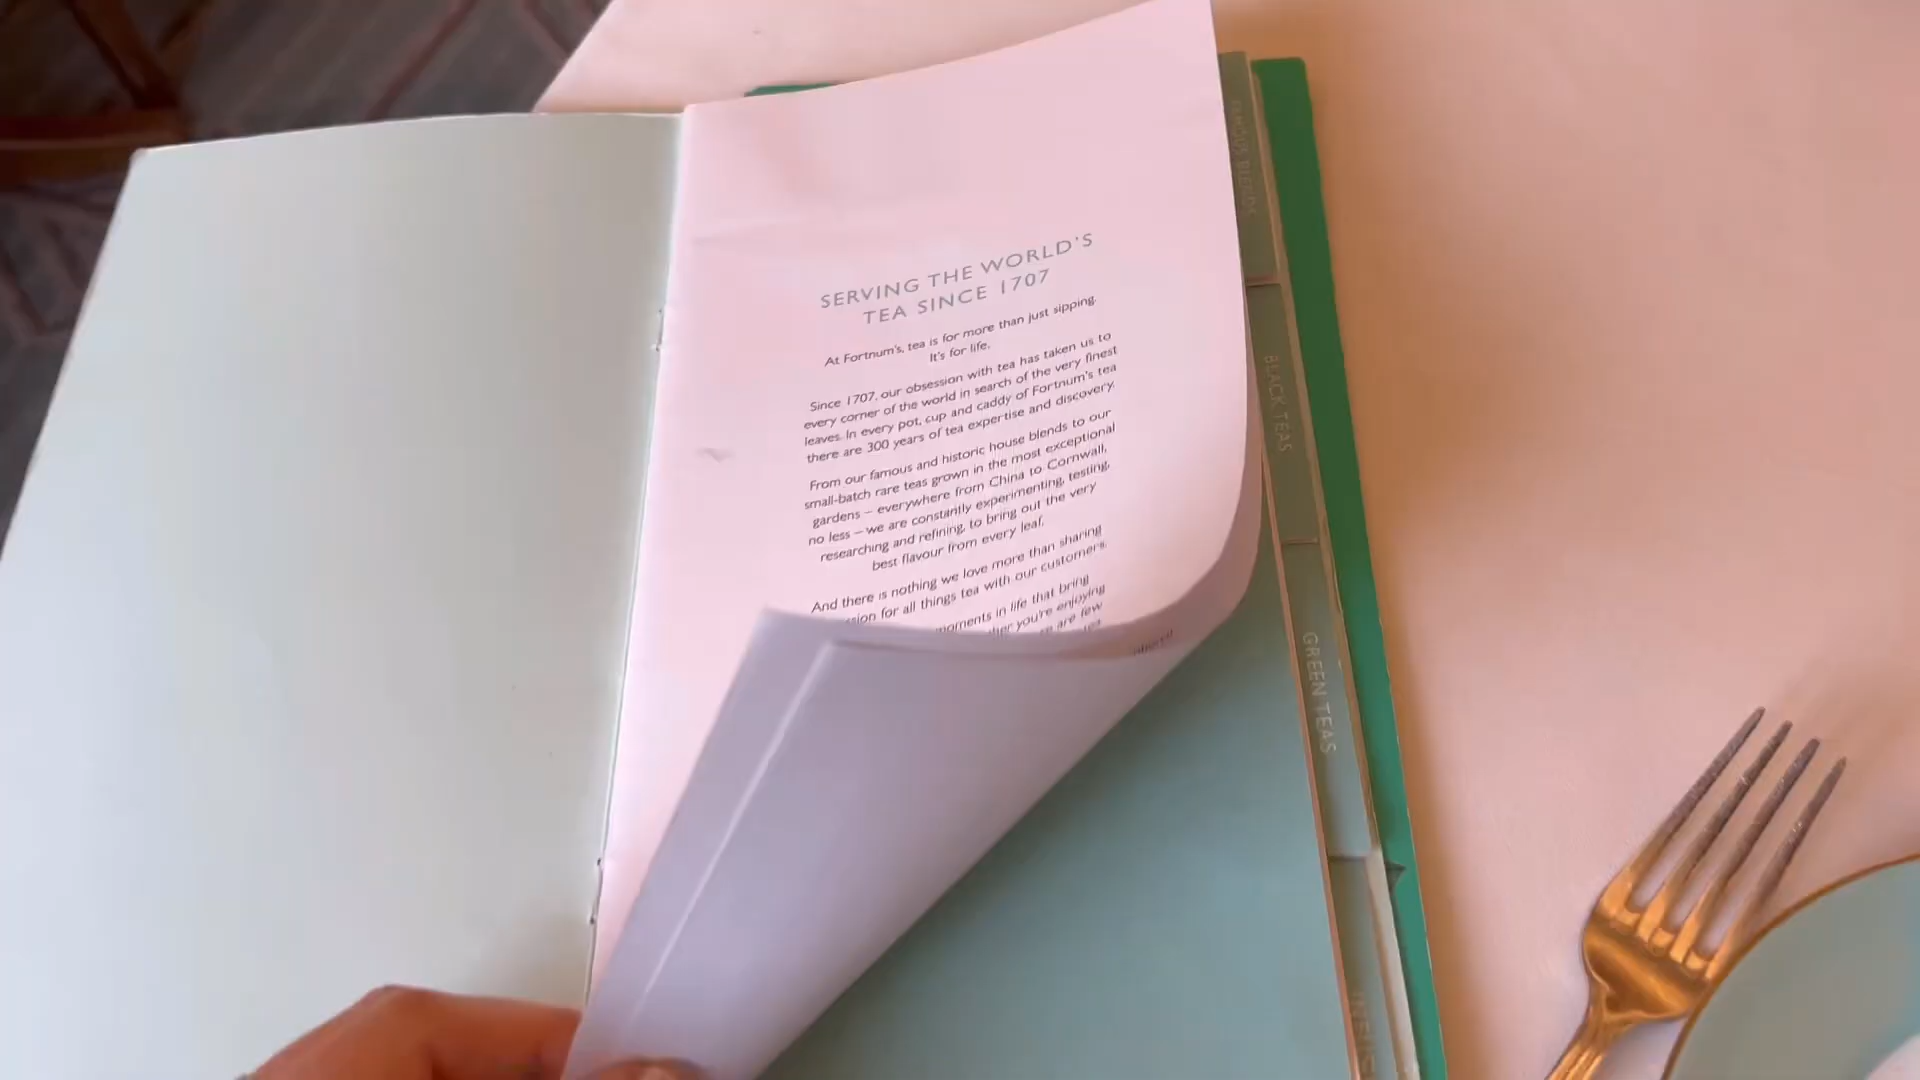 SERVING THE WORLD'S
TEA SINCE 1707
At Fortnum's, tea is for more than just sipping.
It's for life.
Since 1707, our obsession with tea has taken us to
every corner of the world in search of the very finest
leaves. In every pot, cup and caddy of Fortnum's tea
there are 300 years of tea expertise and discovery.
From our famous and historic house blends to our
small-batch rare teas grown in the most exceptional
gardens – everywhere from China to Cornwall,
no less – we are constantly experimenting, testing,
researching and refining, to bring out the very
best flavour from every leaf.
And there is nothing we love more than sharing
for all things tea with our customers.
moments in life that bring
you're enjoying
are few
FAMOUS BLENDS
BLACK TEAS
GREEN TEAS